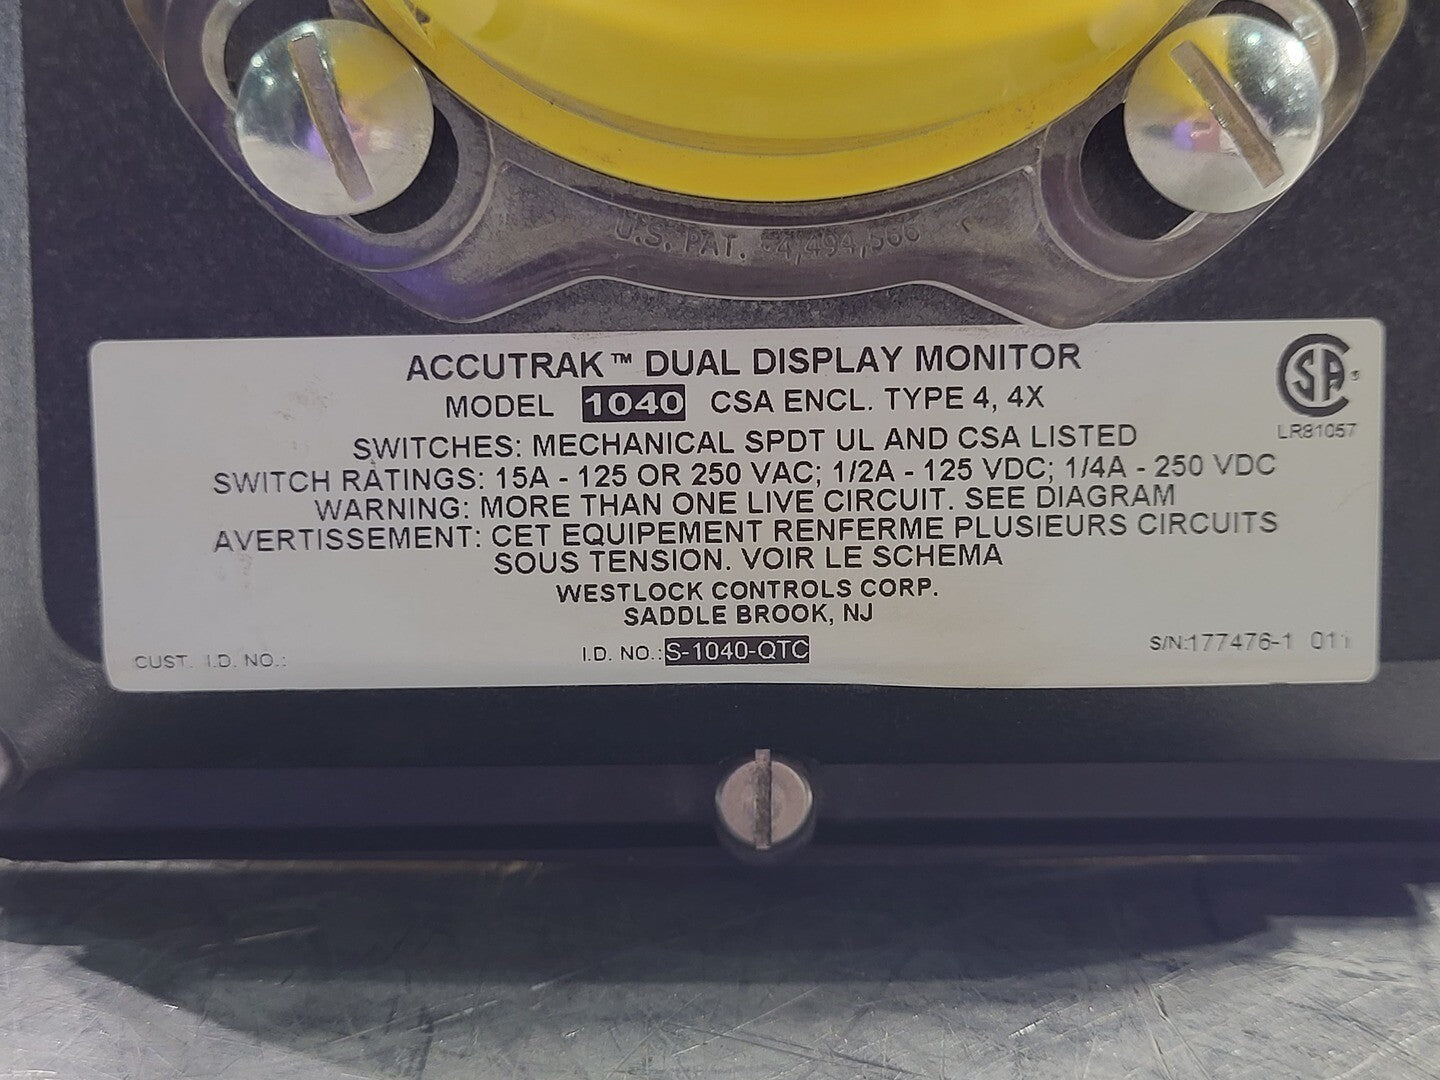 U.S. PAT. #4,494,566
ACCUTRAK™ DUAL DISPLAY MONITOR
MODEL 1040 CSA ENCL. TYPE 4, 4X
CSA
LR81057
SWITCHES: MECHANICAL SPDT UL AND CSA LISTED
SWITCH RATINGS: 15A - 125 OR 250 VAC; 1/2A - 125 VDC; 1/4A - 250 VDC
WARNING: MORE THAN ONE LIVE CIRCUIT. SEE DIAGRAM
AVERTISSEMENT: CET EQUIPEMENT RENFERME PLUSIEURS CIRCUITS
SOUS TENSION. VOIR LE SCHEMA
WESTLOCK CONTROLS CORP.
SADDLE BROOK, NJ
CUST. I.D. NO.:
I.D. NO.: S-1040-QTC
S/N:177476-1